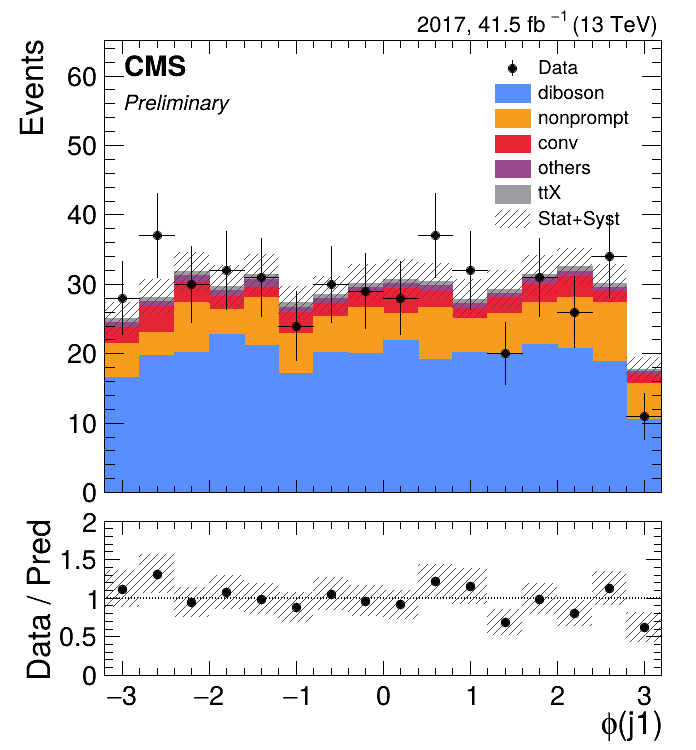 2017, 41.5 fb⁻¹ (13 TeV)
CMS
Preliminary
Events
60
50
40
30
20
10
0
Data
diboson
nonprompt
conv
others
ttX
Stat+Syst
Data / Pred
2
1.5
1
0.5
0
−3 −2 −1 0 1 2 3
ϕ(j1)